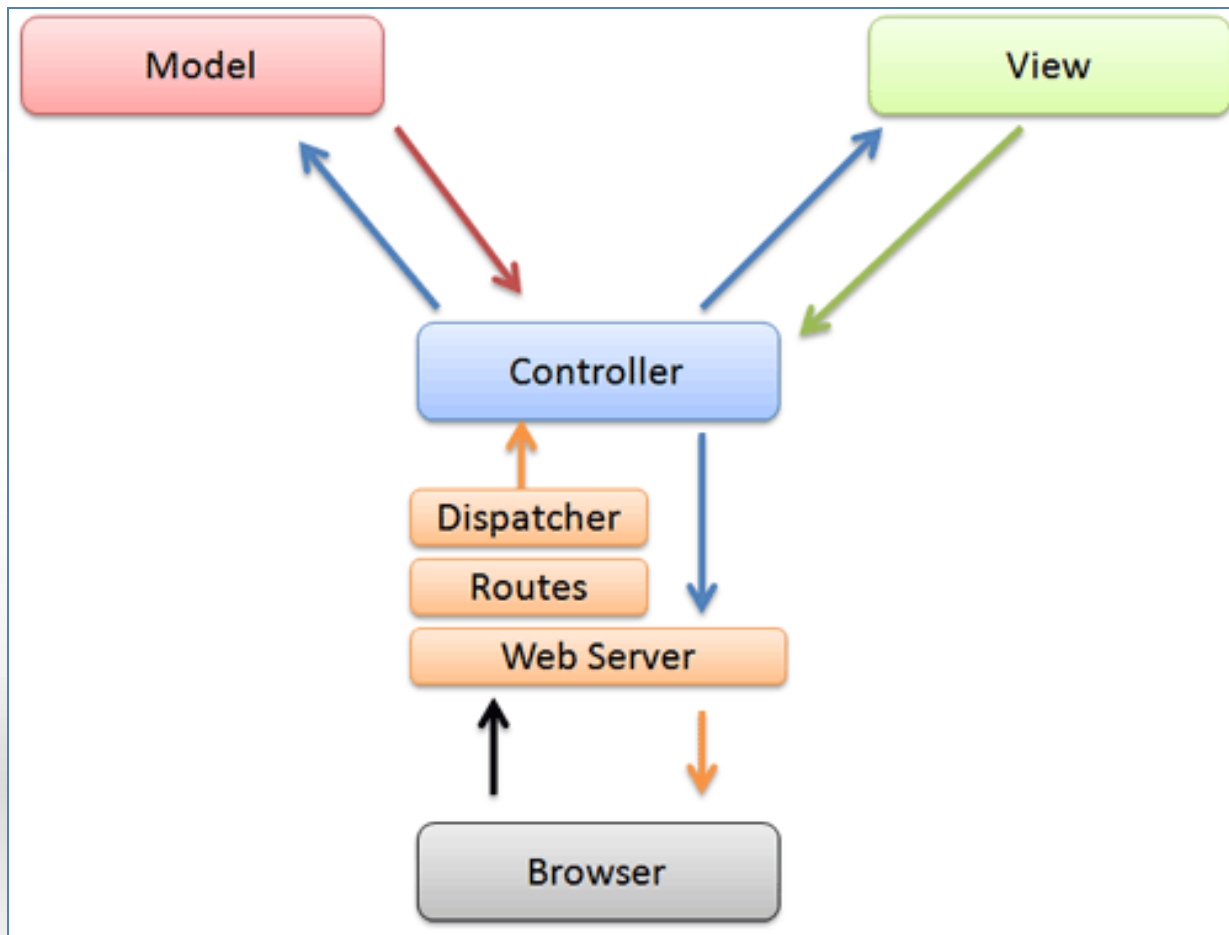 Model
View
Controller
Dispatcher
Routes
Web Server
Browser